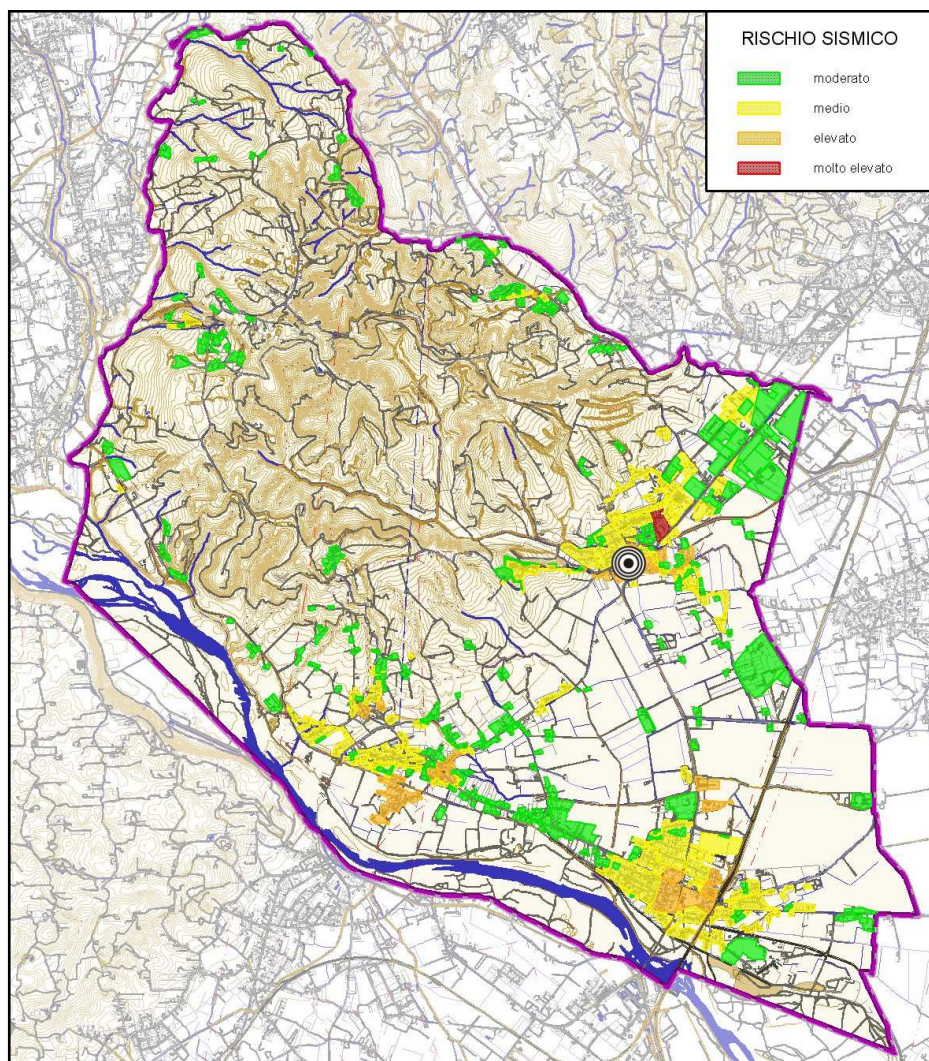 RISCHIO SISMICO
moderato
medio
elevato
molto elevato